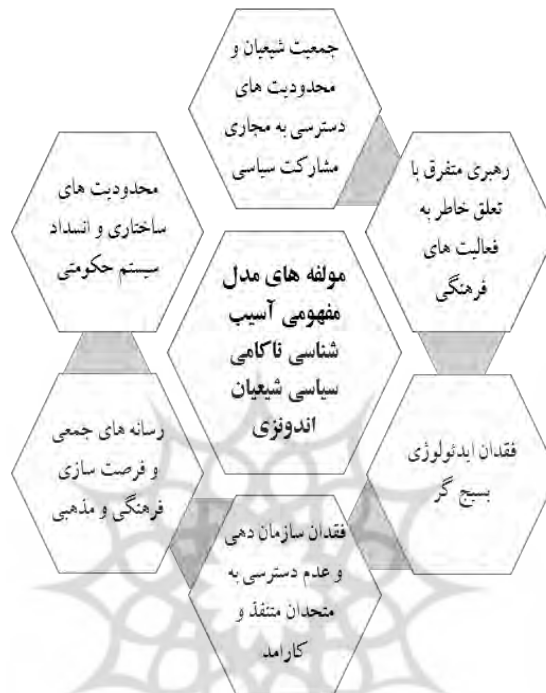 جمعیت شیعیان و
محدودیت های
دسترسی به مجاری
مشارکت سیاسی
رهبری متفرق با
تعلق خاطر به
فعالیت های
فرهنگی
فقدان ایدئولوژی
بسیج گر
فقدان سازمان دهی
و عدم دسترسی به
متحدان متنفذ و
کارامد
رسانه های جمعی
و فرصت سازی
فرهنگی و مذهبی
محدودیت های
ساختاری و انسداد
سیستم حکومتی
مولفه های مدل
مفهومی آسیب
شناسی ناکامی
سیاسی شیعیان
اندونزی